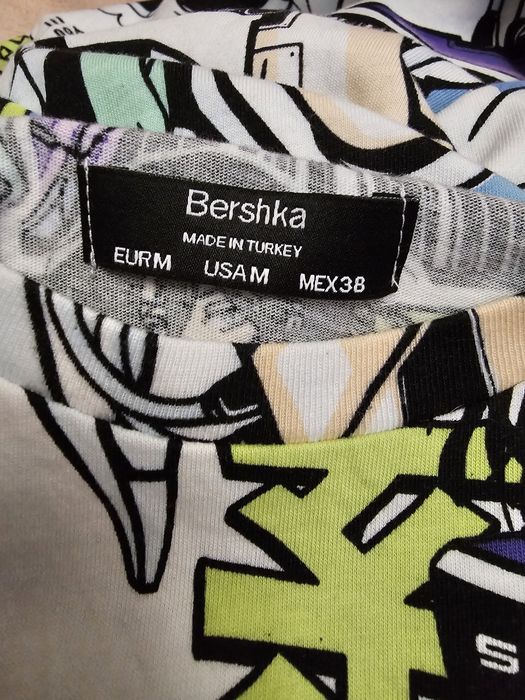 Bershka
MADE IN TURKEY
EUR M USA M MEX 38
S